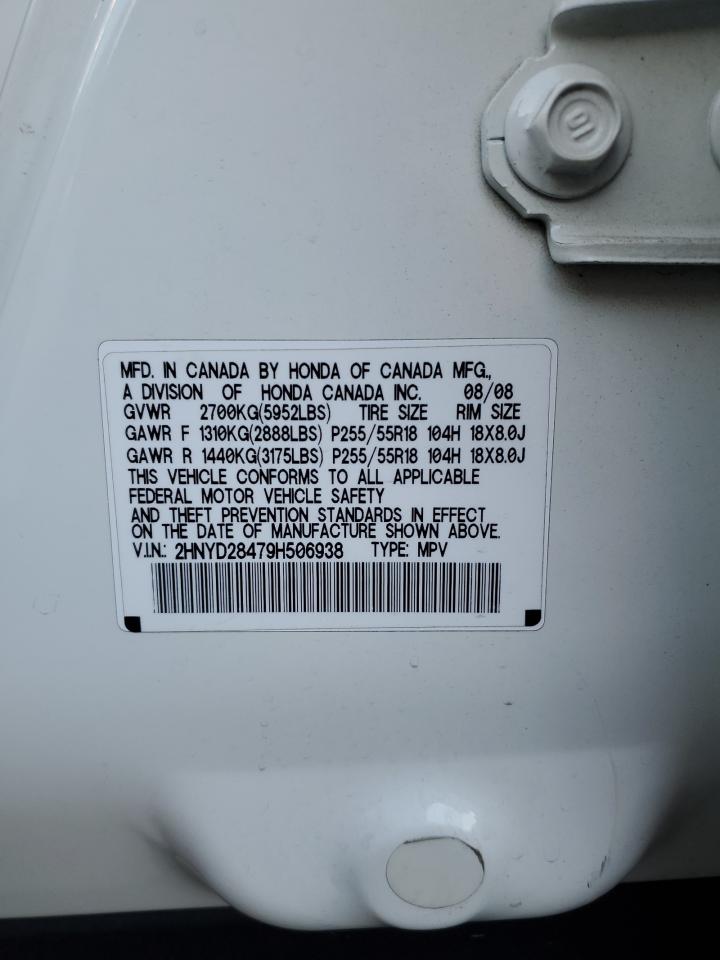 MFD. IN CANADA BY HONDA OF CANADA MFG.,
A DIVISION OF HONDA CANADA INC. 08/08
GVWR 2700KG(5952LBS) TIRE SIZE RIM SIZE
GAWR F 1310KG(2888LBS) P255/55R18 104H 18X8.0J
GAWR R 1440KG(3175LBS) P255/55R18 104H 18X8.0J
THIS VEHICLE CONFORMS TO ALL APPLICABLE
FEDERAL MOTOR VEHICLE SAFETY
AND THEFT PREVENTION STANDARDS IN EFFECT
ON THE DATE OF MANUFACTURE SHOWN ABOVE.
V.I.N.: 2HNYD28479H506938 TYPE: MPV